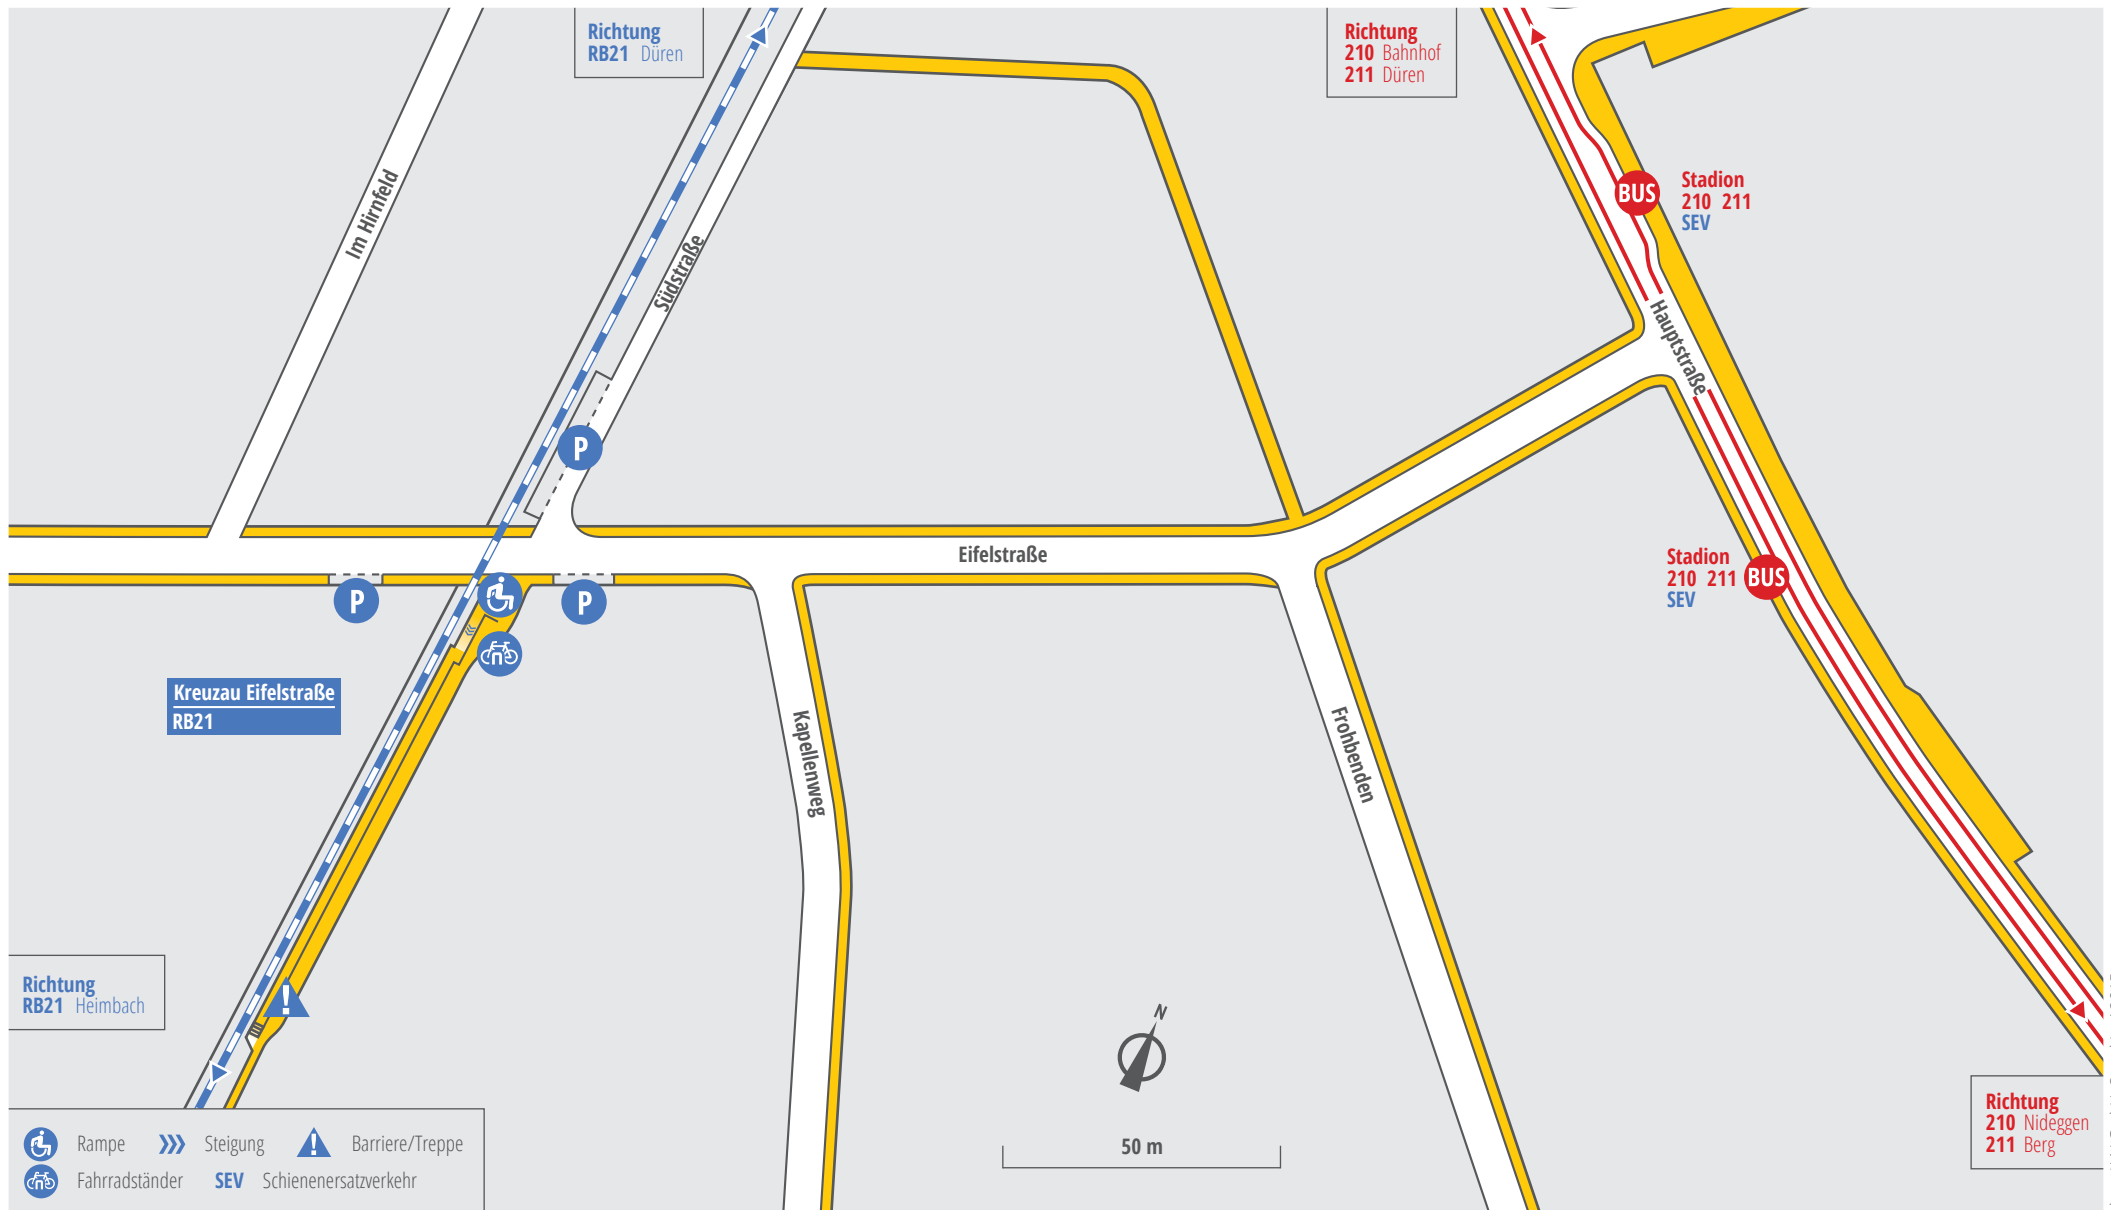 Richtung
RB21 Düren
Richtung
210 Bahnhof
211 Düren
Im Hirnfeld
Südstraße
BUS
Stadion
210 211
SEV
Hauptstraße
P
Eifelstraße
Stadion
210 211
SEV
BUS
P
P
Kreuzau Eifelstraße
RB21
Kapellenweg
Frohbenden
Richtung
RB21 Heimbach
!
N
50 m
Richtung
210 Nideggen
211 Berg
Rampe
Steigung
! Barriere/Treppe
Fahrradständer
SEV Schienenersatzverkehr